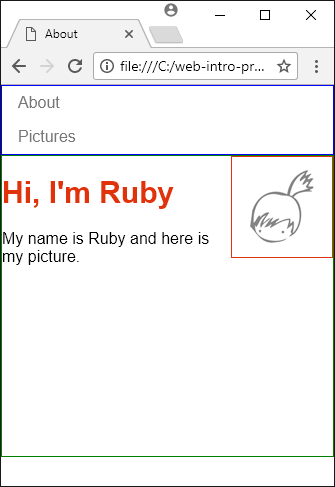 About
file:///C:/web-intro-pr...
About
Pictures
Hi, I'm Ruby
My name is Ruby and here is
my picture.